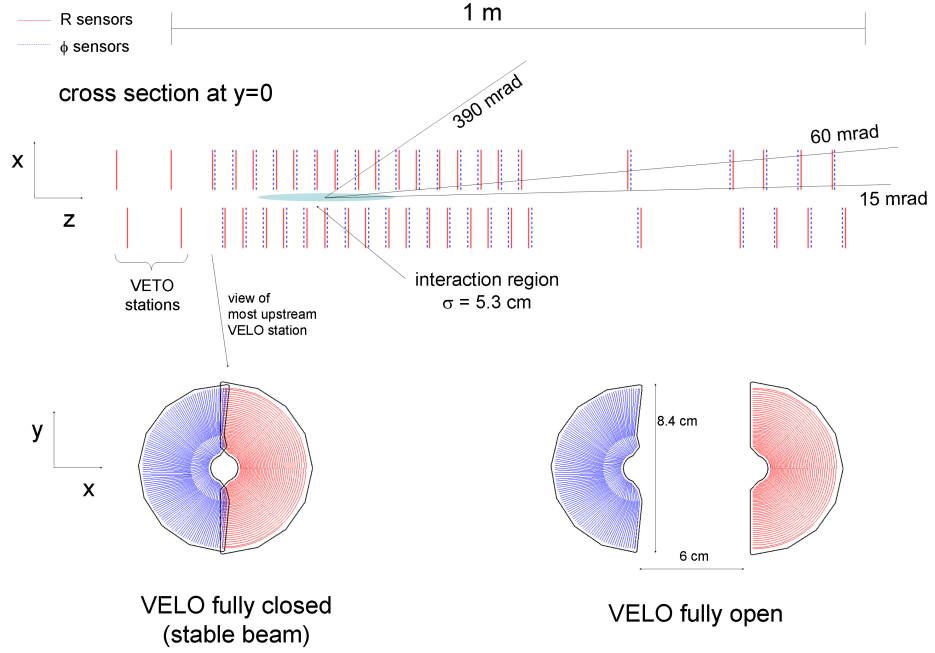 R sensors
ϕ sensors
1 m
cross section at y=0
390 mrad
60 mrad
15 mrad
x
z
VETO
stations
view of
most upstream
VELO station
interaction region
σ = 5.3 cm
y
x
8.4 cm
6 cm
VELO fully closed
(stable beam)
VELO fully open